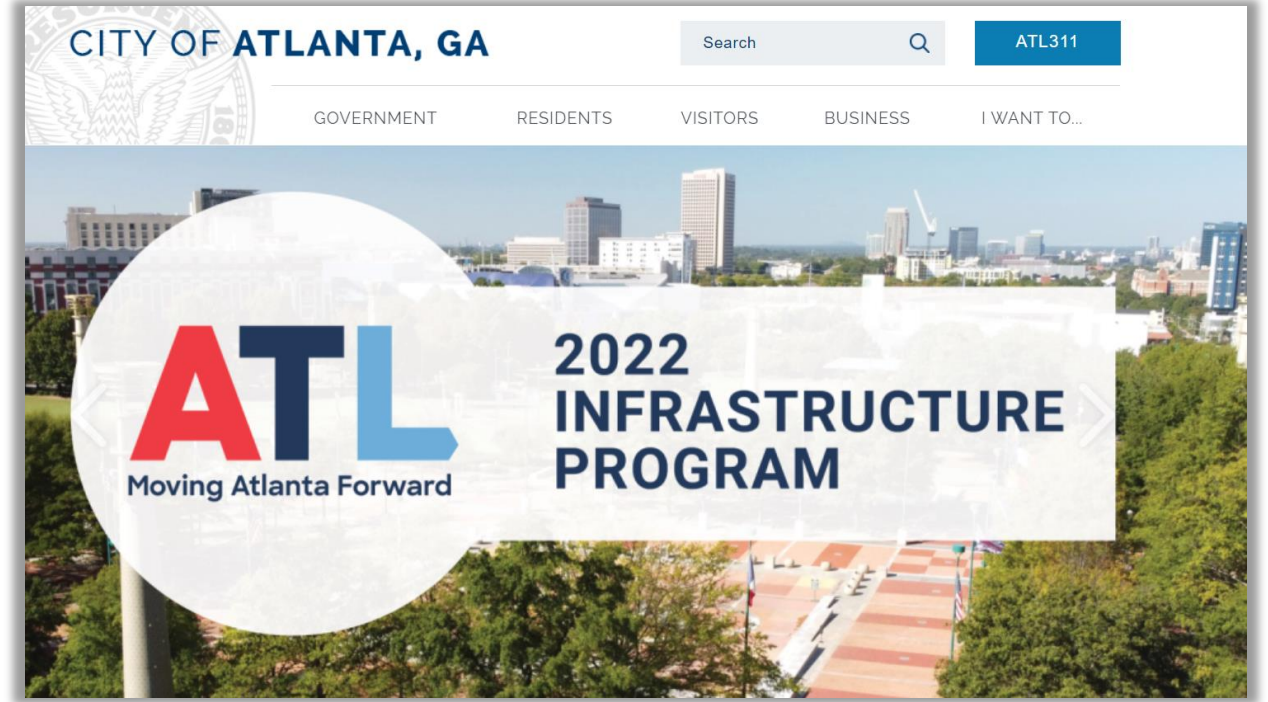 RESURGENS
CITY OF ATLANTA, GA
Search
ATL311
GOVERNMENT
RESIDENTS
VISITORS
BUSINESS
I WANT TO...
ATL
Moving Atlanta Forward
2022
INFRASTRUCTURE
PROGRAM